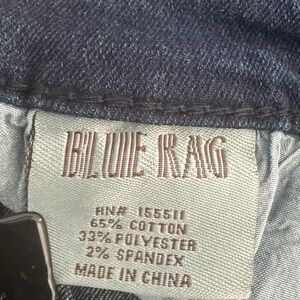 BLUE RAG
RN# 155511
65% COTTON
33% POLYESTER
2% SPANDEX
MADE IN CHINA